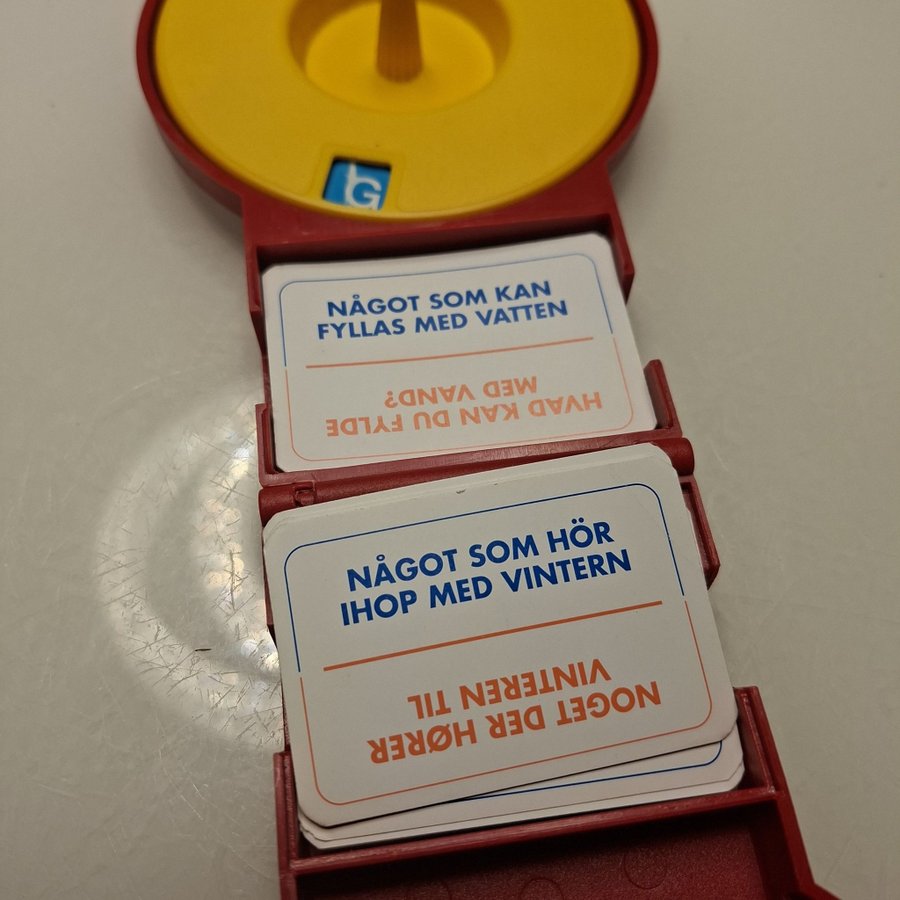 G
NÅGOT SOM KAN
FYLLAS MED VATTEN
HVAD KAN DU FYLDE
MED VAND?
NÅGOT SOM HÖR
IHOP MED VINTERN
NOGET DER HØRER
VINTEREN TIL